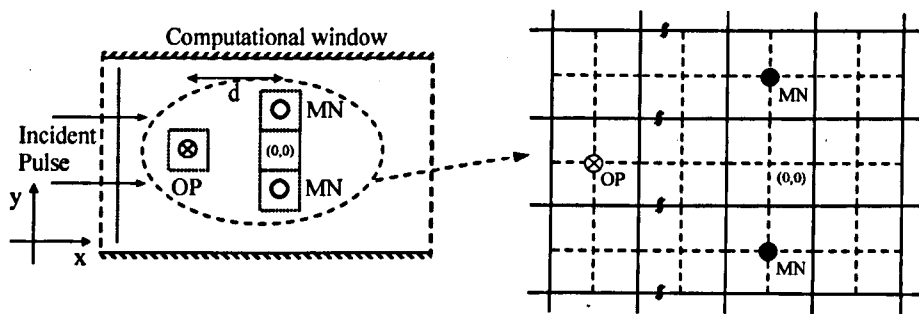 Computational window
d
MN
Incident
Pulse
(0,0)
OP
MN
y
x
MN
OP
(0,0)
MN